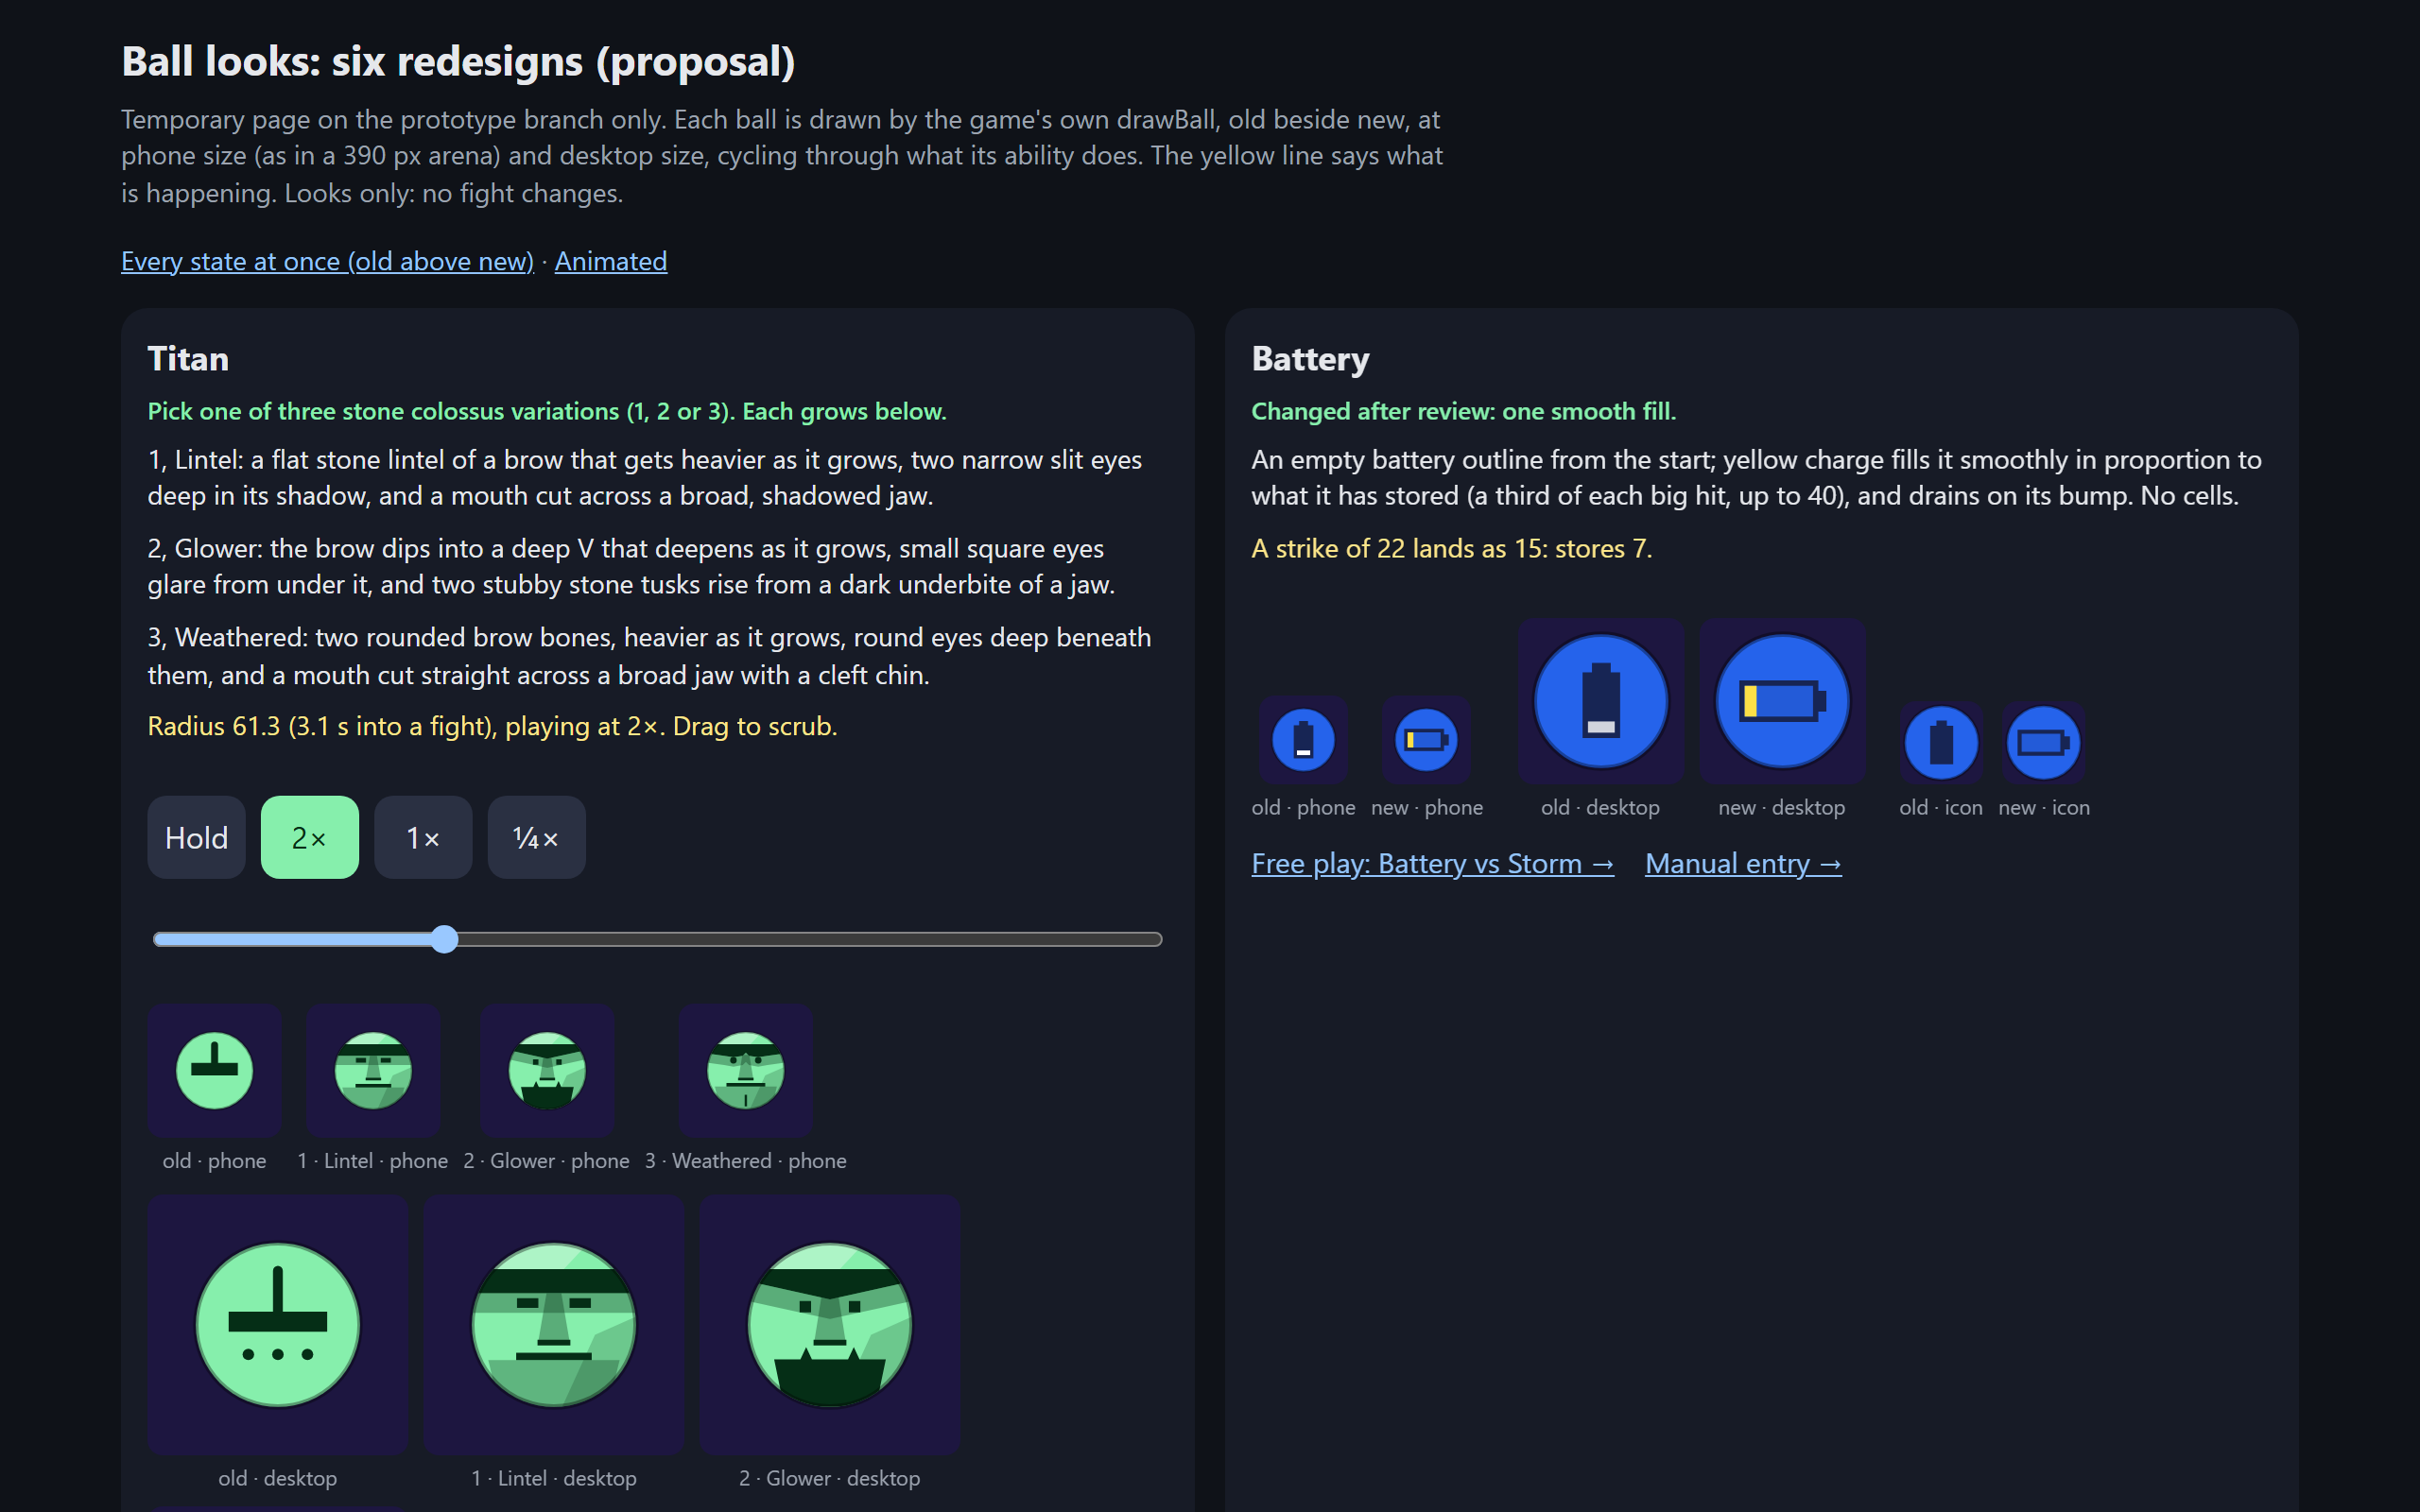 Ball looks: six redesigns (proposal)
Temporary page on the prototype branch only. Each ball is drawn by the game's own drawBall, old beside new, at
phone size (as in a 390 px arena) and desktop size, cycling through what its ability does. The yellow line says what
is happening. Looks only: no fight changes.
Every state at once (old above new) · Animated
Titan
Pick one of three stone colossus variations (1, 2 or 3). Each grows below.
1, Lintel: a flat stone lintel of a brow that gets heavier as it grows, two narrow slit eyes
deep in its shadow, and a mouth cut across a broad, shadowed jaw.
2, Glower: the brow dips into a deep V that deepens as it grows, small square eyes
glare from under it, and two stubby stone tusks rise from a dark underbite of a jaw.
3, Weathered: two rounded brow bones, heavier as it grows, round eyes deep beneath
them, and a mouth cut straight across a broad jaw with a cleft chin.
Radius 61.3 (3.1 s into a fight), playing at 2×. Drag to scrub.
Hold 2× 1× ¼×
old · phone 1 · Lintel · phone 2 · Glower · phone 3 · Weathered · phone
old · desktop 1 · Lintel · desktop 2 · Glower · desktop
Battery
Changed after review: one smooth fill.
An empty battery outline from the start; yellow charge fills it smoothly in proportion to
what it has stored (a third of each big hit, up to 40), and drains on its bump. No cells.
A strike of 22 lands as 15: stores 7.
old · phone new · phone old · desktop new · desktop old · icon new · icon
Free play: Battery vs Storm → Manual entry →